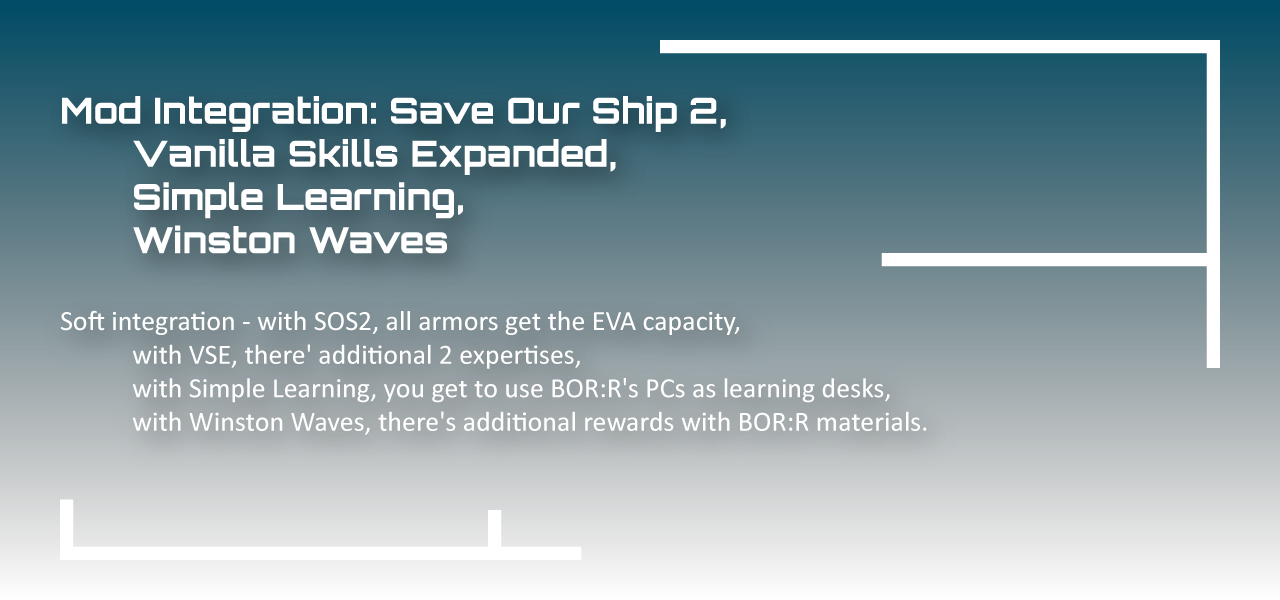 Mod Integration: Save Our Ship 2,
Vanilla Skills Expanded,
Simple Learning,
Winston Waves
Soft integration - with SOS2, all armors get the EVA capacity,
with VSE, there' additional 2 expertises,
with Simple Learning, you get to use BOR:R's PCs as learning desks,
with Winston Waves, there's additional rewards with BOR:R materials.